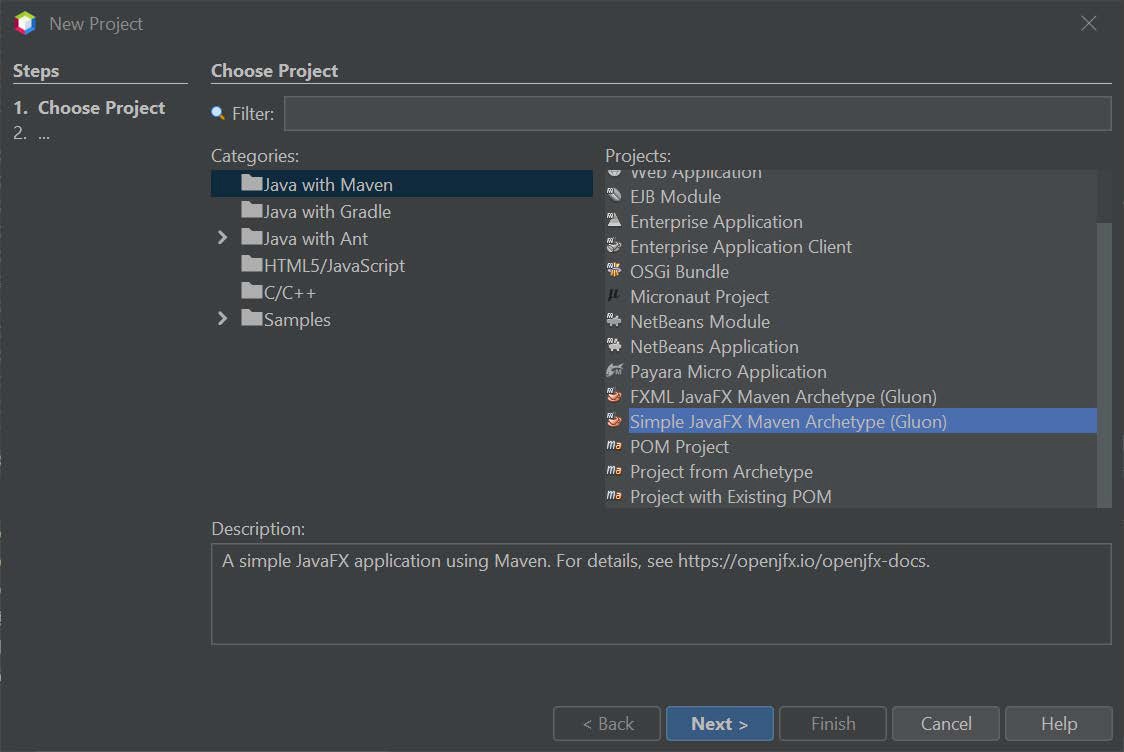 New Project
Steps
1. Choose Project
2. ...
Choose Project
Filter:
Categories:
Java with Maven
Java with Gradle
Java with Ant
HTML5/JavaScript
C/C++
Samples
Projects:
Web Application
EJB Module
Enterprise Application
Enterprise Application Client
OSGi Bundle
Micronaut Project
NetBeans Module
NetBeans Application
Payara Micro Application
FXML JavaFX Maven Archetype (Gluon)
Simple JavaFX Maven Archetype (Gluon)
POM Project
Project from Archetype
Project with Existing POM
Description:
A simple JavaFX application using Maven. For details, see https://openjfx.io/openjfx-docs.
< Back Next > Finish Cancel Help